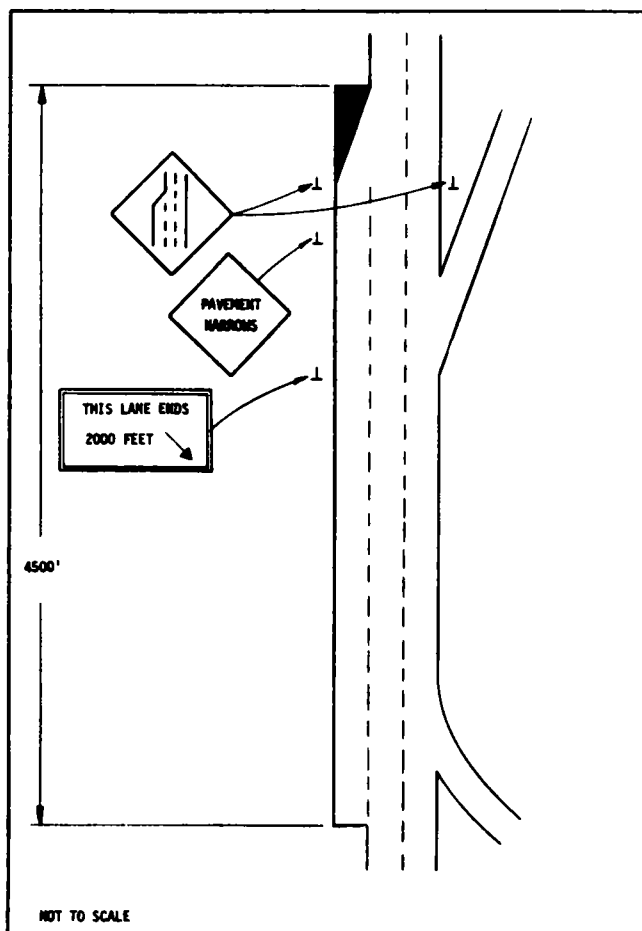 PAVEMENT
NARROWS
THIS LANE ENDS
2000 FEET
4500'
NOT TO SCALE